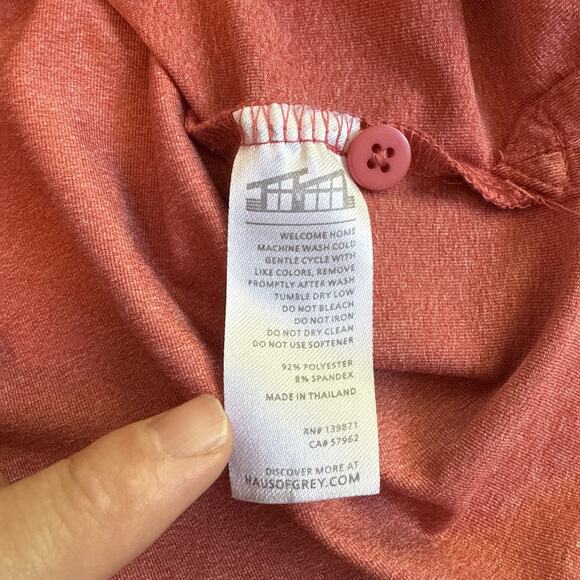 WELCOME HOME
MACHINE WASH COLD
GENTLE CYCLE WITH
LIKE COLORS, REMOVE
PROMPTLY AFTER WASH
TUMBLE DRY LOW
DO NOT BLEACH
DO NOT IRON
DO NOT DRY CLEAN
DO NOT USE SOFTENER
92% POLYESTER
8% SPANDEX
MADE IN THAILAND
RN# 139871
CA# 57962
DISCOVER MORE AT
HAUSOFGREY.COM